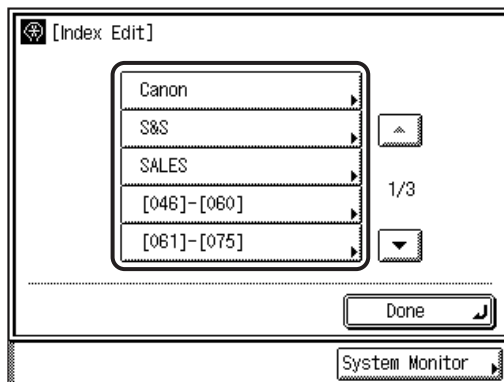 [Index Edit]
Canon
S&S
SALES
[046]-[060]
1/3
[061]-[075]
Done
System Monitor